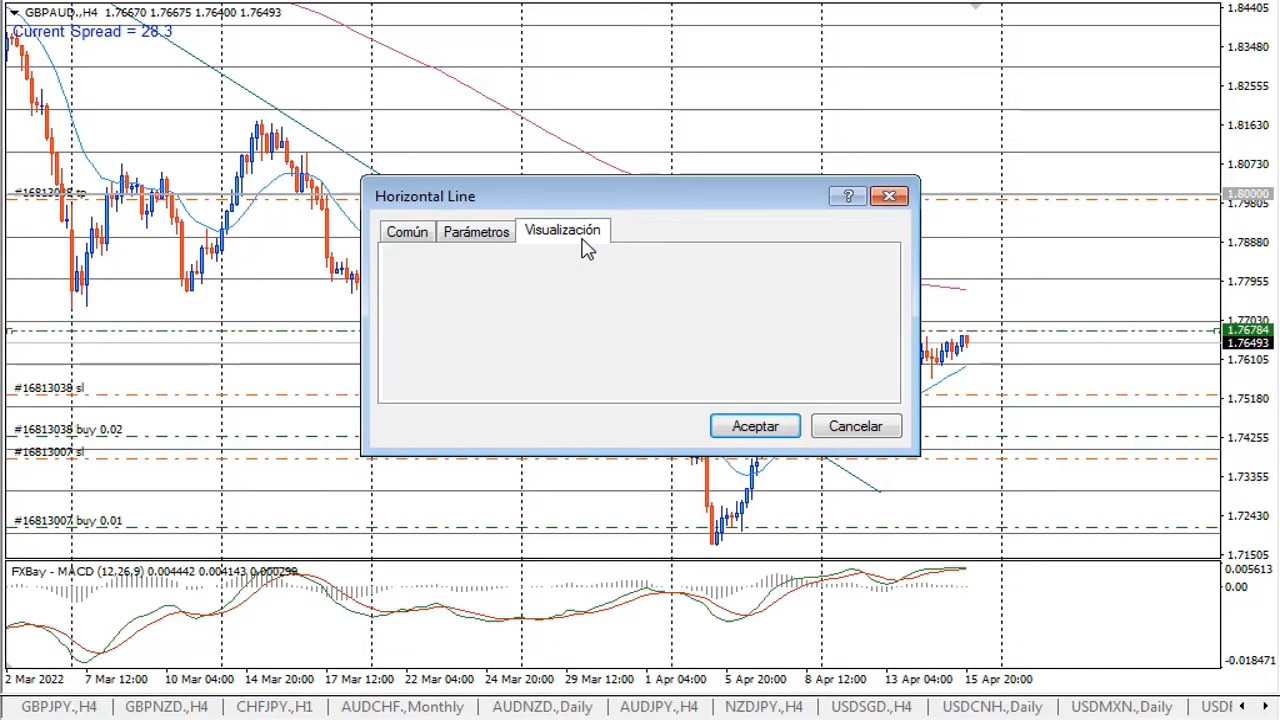 GBPAUD.,H4 1.76670 1.76675 1.76400 1.76493
Current Spread = 28.3
1.84405
1.83480
1.82555
1.81630
1.80730
#16813038 tp
1.80000
1.79805
1.78880
1.77955
1.77030
1.76784
1.76493
1.76105
#16813038 sl
1.75180
#16813038 buy 0.02
1.74255
#16813007 sl
1.73355
#16813007 buy 0.01
1.72430
1.71505
Horizontal Line
?
Común
Parámetros
Visualización
Aceptar
Cancelar
FXBay - MACD (12,26,9) 0.004442 0.004143 0.000299
0.005613
0.00
-0.018471
2 Mar 2022 7 Mar 12:00 10 Mar 04:00 14 Mar 20:00 17 Mar 12:00 22 Mar 04:00 24 Mar 20:00 29 Mar 12:00 1 Apr 04:00 5 Apr 20:00 8 Apr 12:00 13 Apr 04:00 15 Apr 20:00
GBPJPY.,H4 GBPNZD.,H4 CHFJPY.,H1 AUDCHF.,Monthly AUDNZD.,Daily AUDJPY.,H4 NZDJPY.,H4 USDSGD.,H4 USDCNH.,Daily USDMXN.,Daily